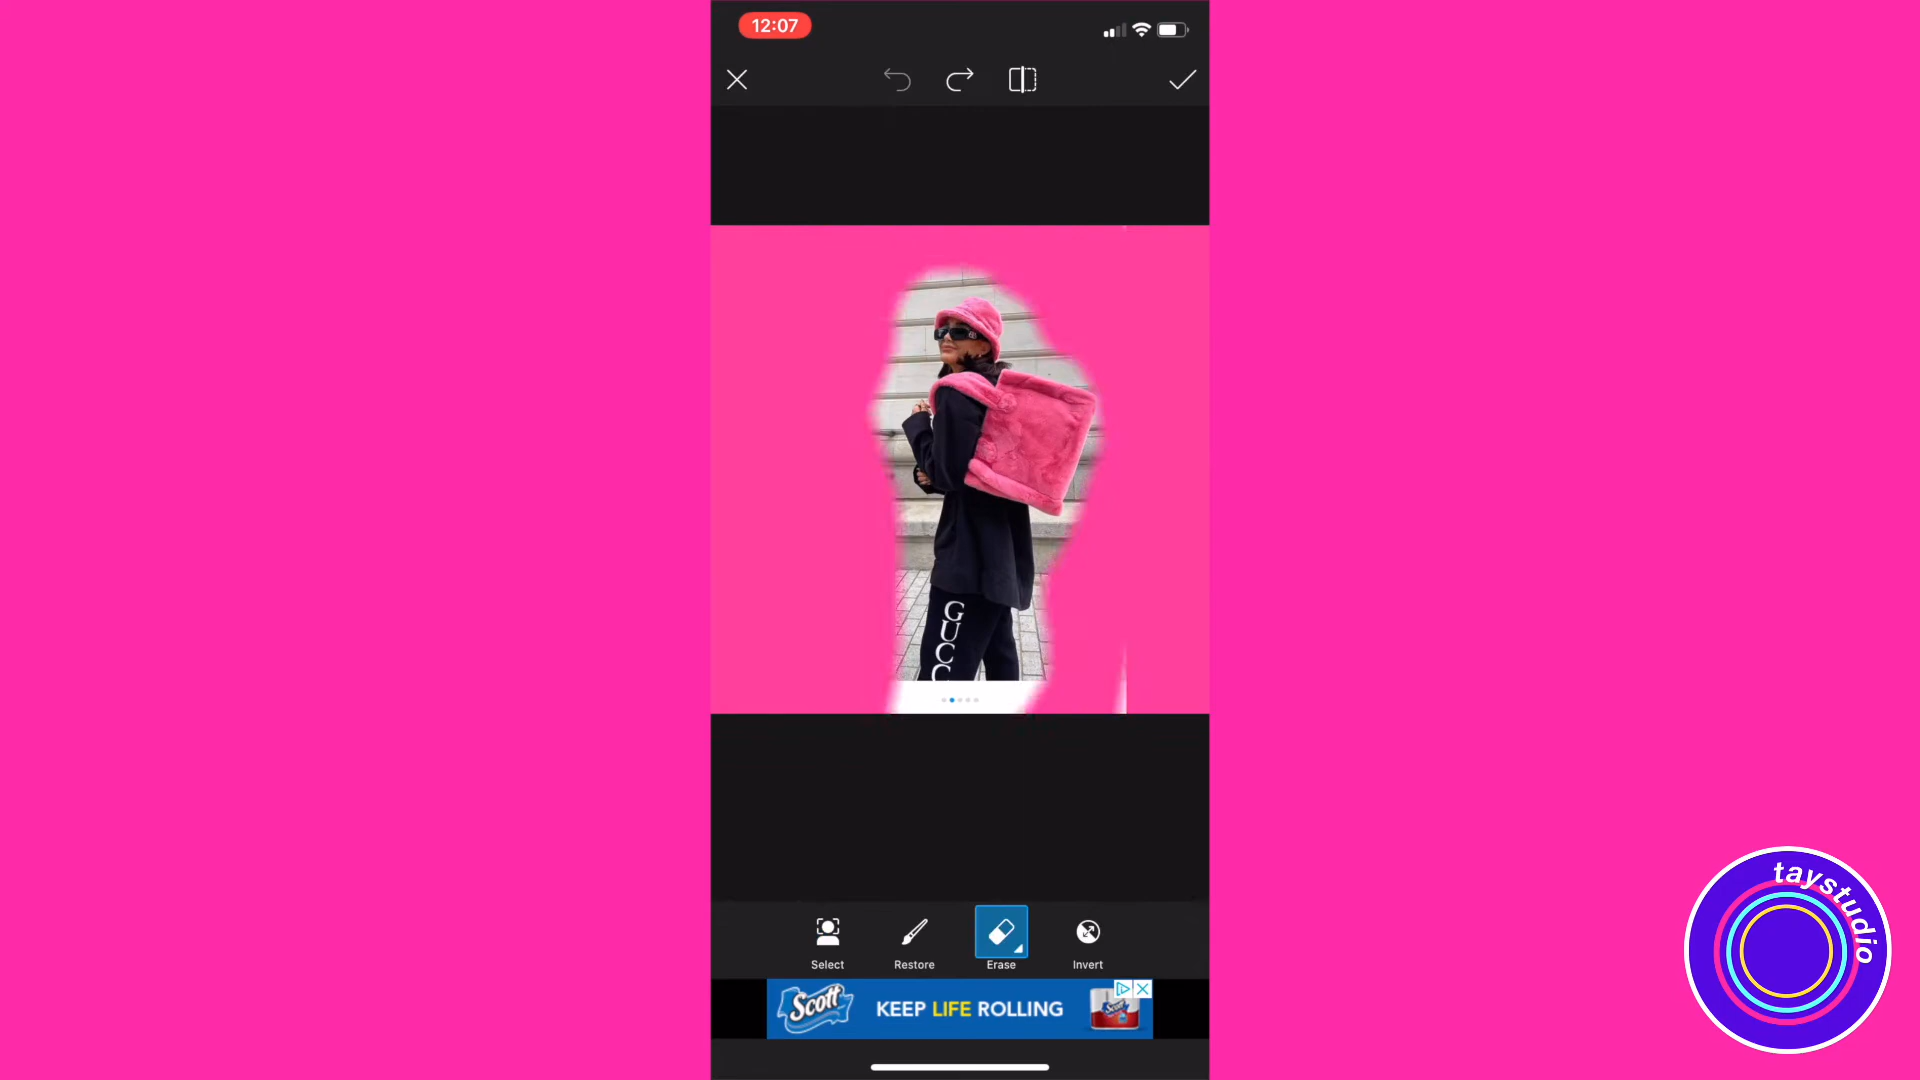 12:07
GUCC
Select
Restore
Erase
Invert
Scott
KEEP LIFE ROLLING
taystudio